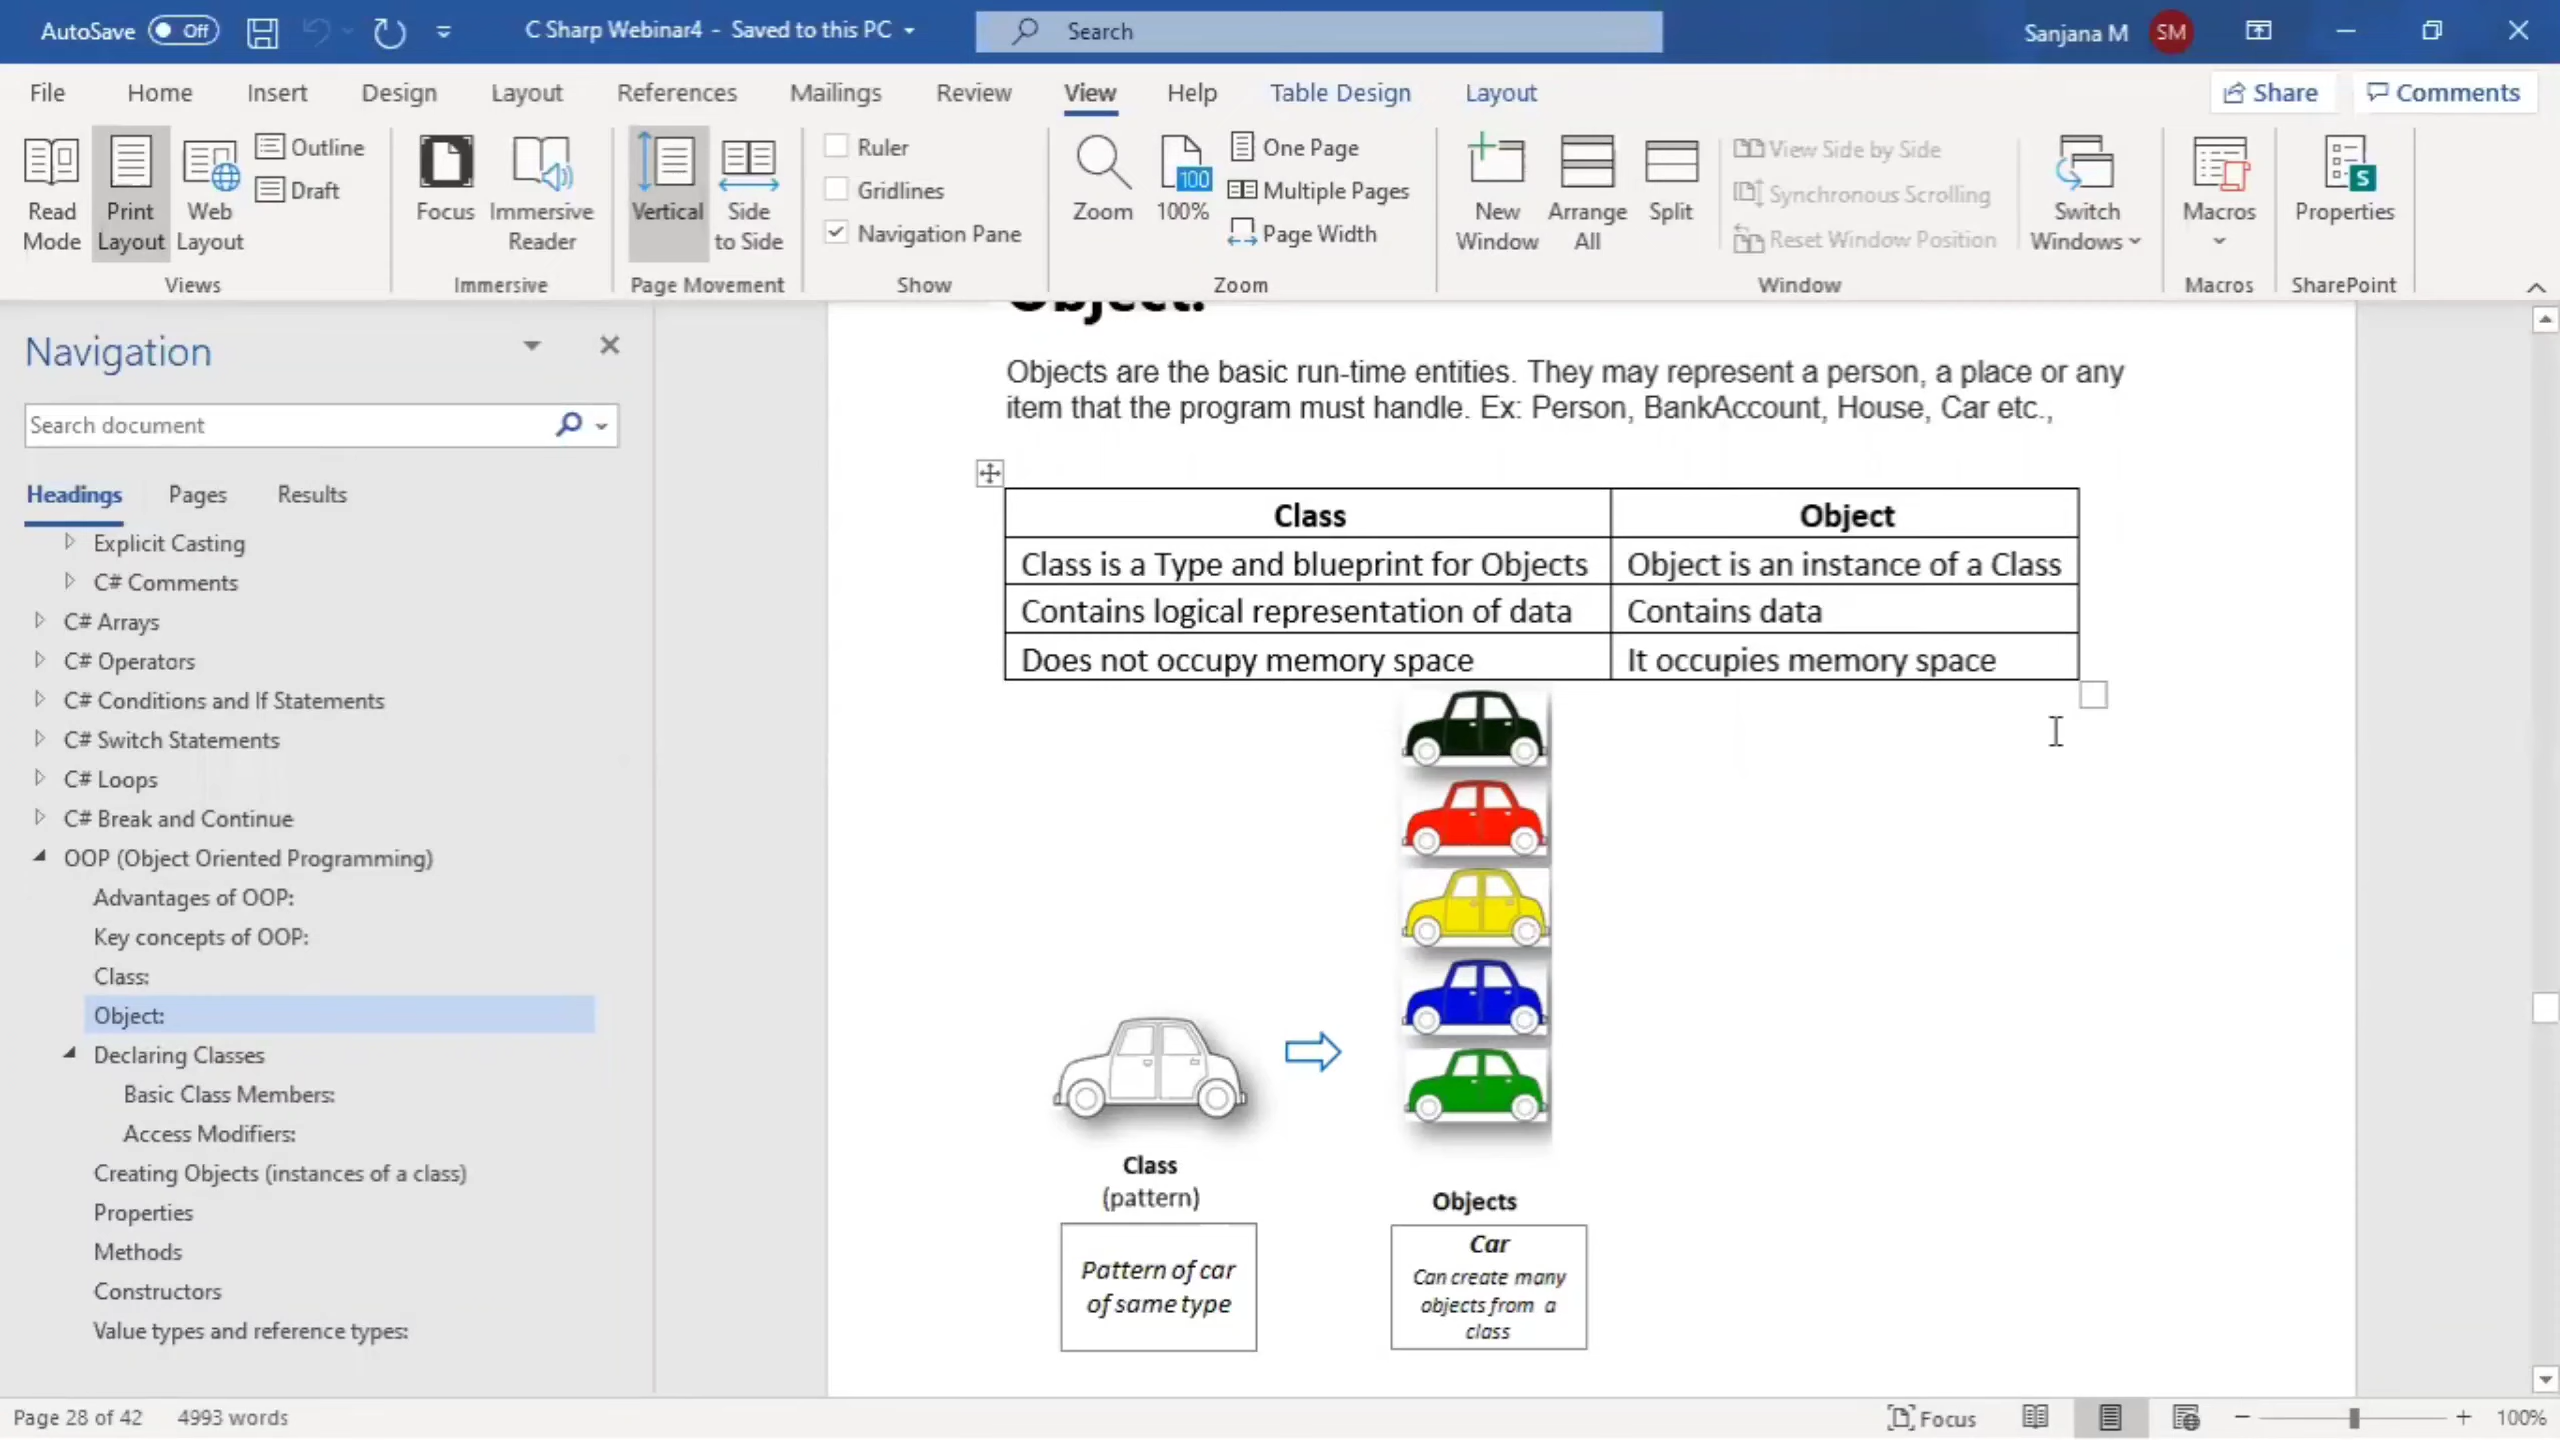 AutoSave Off C Sharp Webinar4 - Saved to this PC Search Sanjana M SM
File Home Insert Design Layout References Mailings Review View Help Table Design Layout Share Comments
Read Mode
Print Layout
Web Layout
Outline
Draft
Views
Focus
Immersive Reader
Immersive
Vertical
Side to Side
Page Movement
Ruler
Gridlines
Navigation Pane
Show
Zoom
100
100%
One Page
Multiple Pages
Page Width
Zoom
New Window
Arrange All
Split
View Side by Side
Synchronous Scrolling
Reset Window Position
Switch Windows
Window
Macros
Macros
S
Properties
SharePoint
Navigation
Search document
Headings Pages Results
Explicit Casting
C# Comments
C# Arrays
C# Operators
C# Conditions and If Statements
C# Switch Statements
C# Loops
C# Break and Continue
OOP (Object Oriented Programming)
Advantages of OOP:
Key concepts of OOP:
Class:
Object:
Declaring Classes
Basic Class Members:
Access Modifiers:
Creating Objects (instances of a class)
Properties
Methods
Constructors
Value types and reference types:
Object:
Objects are the basic run-time entities. They may represent a person, a place or any
item that the program must handle. Ex: Person, BankAccount, House, Car etc.,
Class Object
Class is a Type and blueprint for Objects Object is an instance of a Class
Contains logical representation of data Contains data
Does not occupy memory space It occupies memory space
Class
(pattern)
Pattern of car
of same type
Objects
Car
Can create many
objects from a
class
Page 28 of 42 4993 words Focus 100%